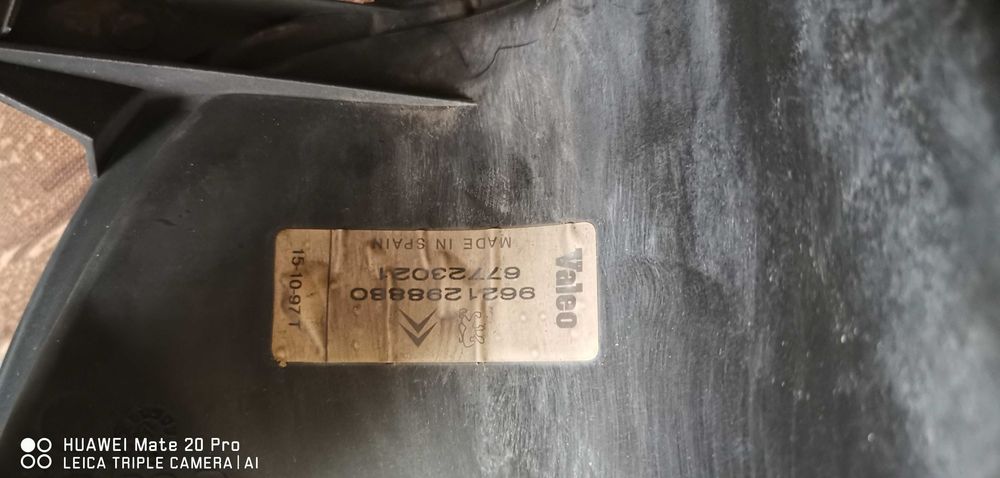 Valeo
9621298880
67723021
MADE IN SPAIN
15-10-97 T
HUAWEI Mate 20 Pro
LEICA TRIPLE CAMERA | AI